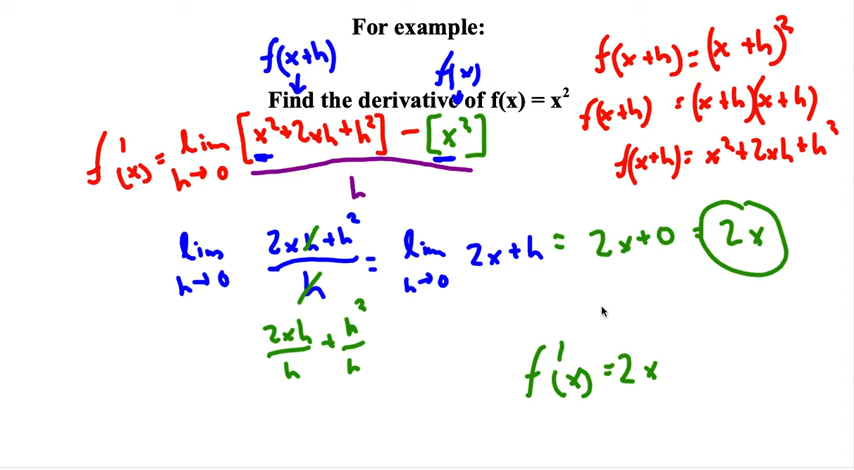 For example:
f(x+h)
f(x)
Find the derivative of f(x) = x²
f(x+h) = (x+h)²
f(x+h) = (x+h)(x+h)
f(x+h) = x²+2xh+h²
f'(x) = lim h→0 [x²+2xh+h²] - [x²]
h
lim h→0 2xh+h² / h = lim h→0 2x+h = 2x+0 = 2x
2xh/h + h²/h
f'(x) = 2x